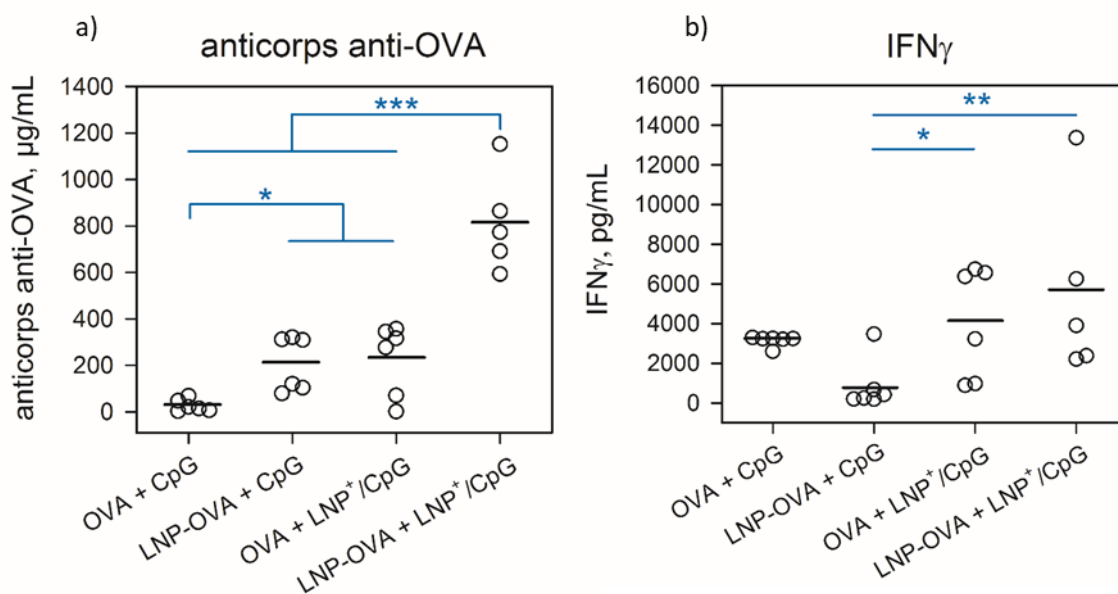 a)
anticorps anti-OVA
anticorps anti-OVA, µg/mL
1400
1200
1000
800
600
400
200
0
***
*
OVA + CpG
LNP-OVA + CpG
OVA + LNP⁺/CpG
LNP-OVA + LNP⁺/CpG
b)
IFNγ
IFNγ, pg/mL
16000
14000
12000
10000
8000
6000
4000
2000
0
**
*
OVA + CpG
LNP-OVA + CpG
OVA + LNP⁺/CpG
LNP-OVA + LNP⁺/CpG